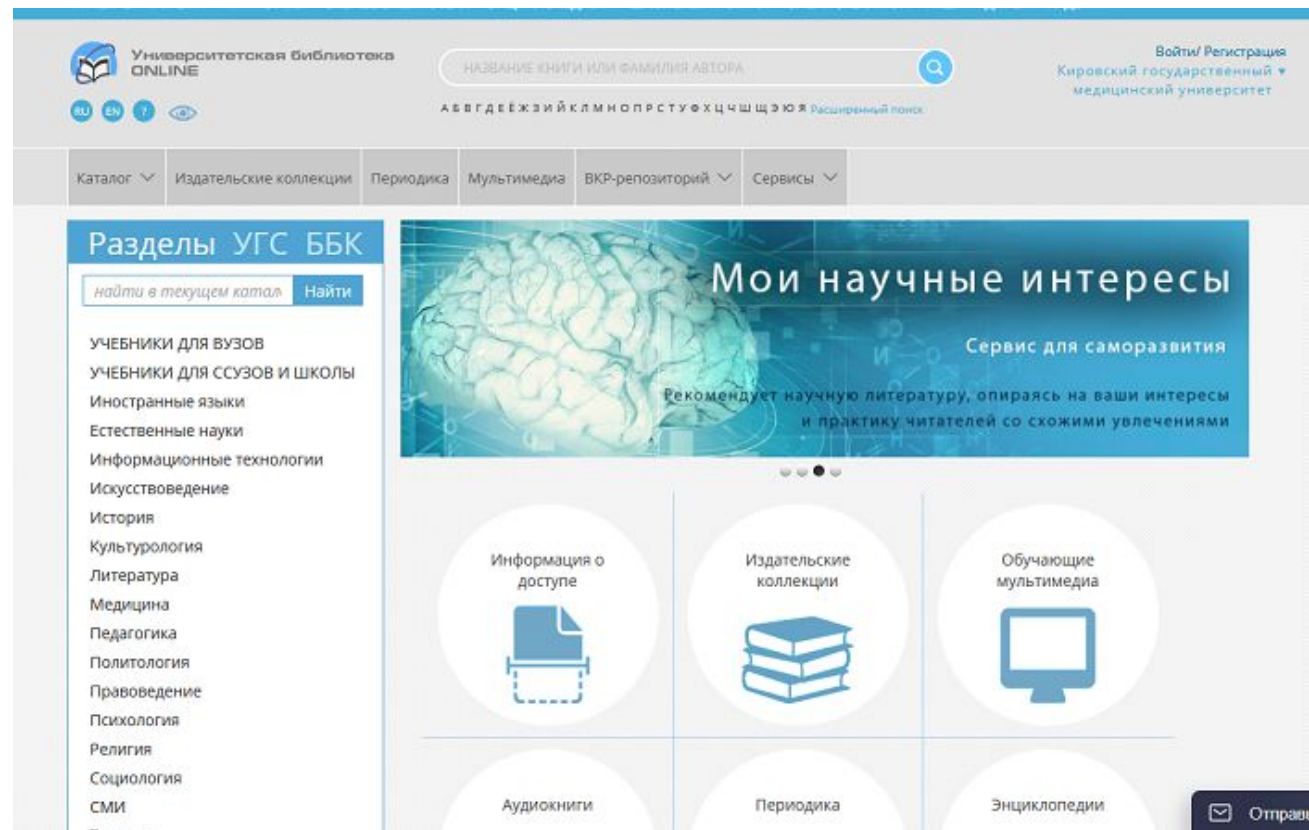 Университетская библиотека
ONLINE
НАЗВАНИЕ КНИГИ ИЛИ ФАМИЛИЯ АВТОРА
Войти/ Регистрация
Кировский государственный
медицинский университет
RU EN ?
А Б В Г Д Е Ё Ж З И Й К Л М Н О П Р С Т У Ф Х Ц Ч Ш Щ Э Ю Я Расширенный поиск
Каталог Издательские коллекции Периодика Мультимедиа ВКР-репозиторий Сервисы
Разделы УГС ББК
найти в текущем катал Найти
УЧЕБНИКИ ДЛЯ ВУЗОВ
УЧЕБНИКИ ДЛЯ ССУЗОВ И ШКОЛЫ
Иностранные языки
Естественные науки
Информационные технологии
Искусствоведение
История
Культурология
Литература
Медицина
Педагогика
Политология
Правоведение
Психология
Религия
Социология
СМИ
Мои научные интересы
Сервис для саморазвития
Рекомендует научную литературу, опираясь на ваши интересы
и практику читателей со схожими увлечениями
Информация о
доступе
Издательские
коллекции
Обучающие
мультимедиа
Аудиокниги
Периодика
Энциклопедии
Отправ